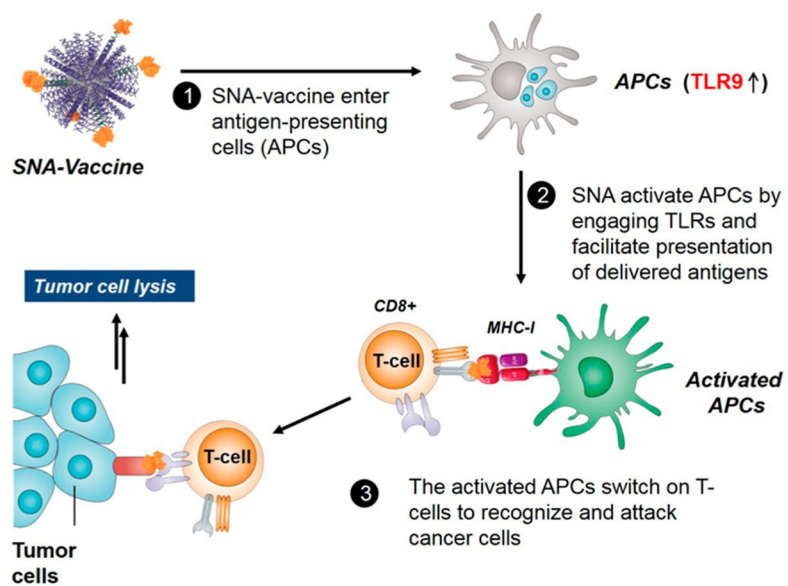 SNA-Vaccine
1 SNA-vaccine enter
antigen-presenting
cells (APCs)
APCs (TLR9↑)
2 SNA activate APCs by
engaging TLRs and
facilitate presentation
of delivered antigens
Tumor cell lysis
CD8+
T-cell
MHC-I
Activated
APCs
T-cell
3 The activated APCs switch on T-
cells to recognize and attack
cancer cells
Tumor
cells